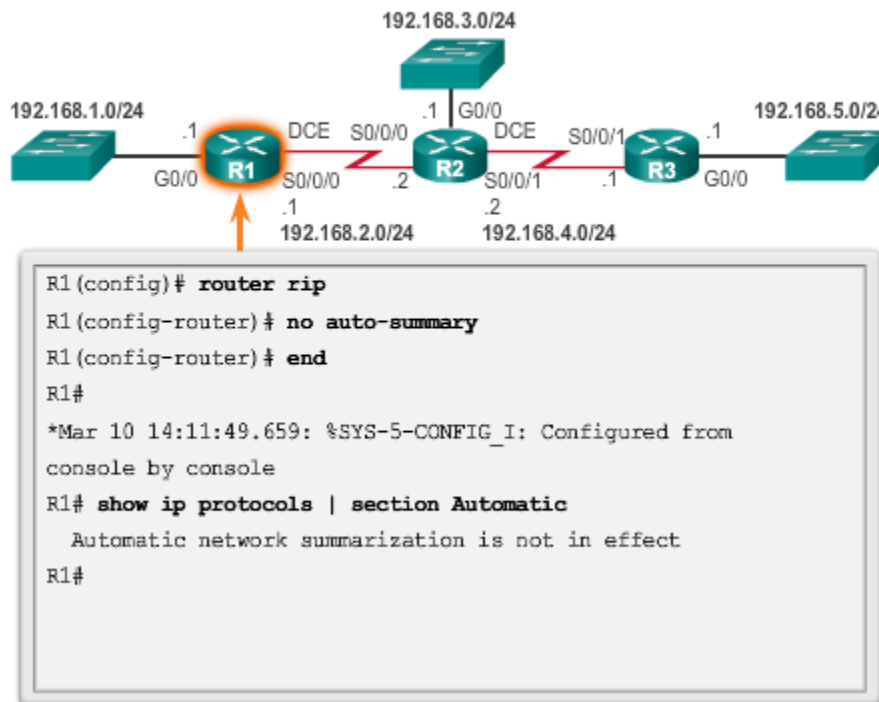 192.168.3.0/24
192.168.1.0/24
192.168.5.0/24
.1 G0/0
.1 DCE S0/0/0 DCE S0/0/1 .1
R1 R2 R3
G0/0 S0/0/0 .2 S0/0/1 .1 G0/0
.1 .2
192.168.2.0/24 192.168.4.0/24
R1(config)# router rip
R1(config-router)# no auto-summary
R1(config-router)# end
R1#
*Mar 10 14:11:49.659: %SYS-5-CONFIG_I: Configured from
console by console
R1# show ip protocols | section Automatic
Automatic network summarization is not in effect
R1#